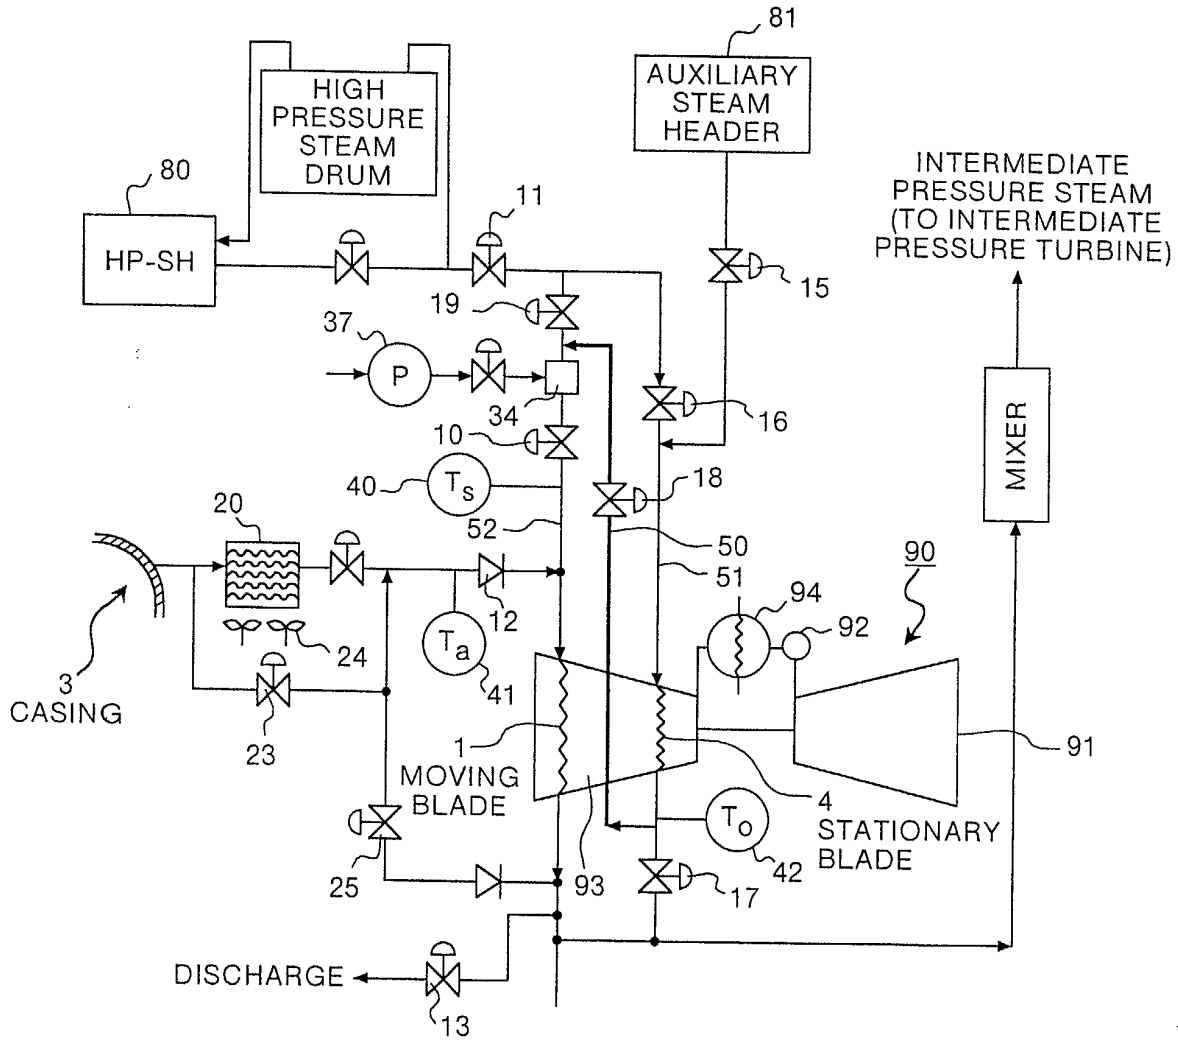 81
HIGH
PRESSURE
STEAM
DRUM
AUXILIARY
STEAM
HEADER
80
INTERMEDIATE
PRESSURE STEAM
(TO INTERMEDIATE
PRESSURE TURBINE)
11
HP-SH
15
19
37
P
34
16
MIXER
10
40
Ts
18
20
52
50
90
51
94
92
12
24
Ta
41
3
CASING
23
1
MOVING
BLADE
91
4
STATIONARY
BLADE
To
42
25
93
17
DISCHARGE
13